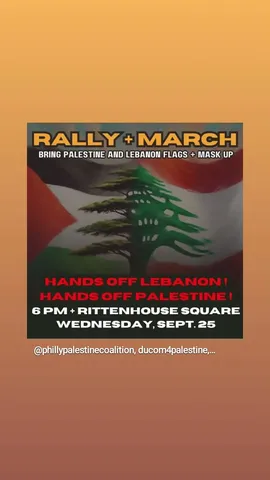 RALLY + MARCH
BRING PALESTINE AND LEBANON FLAGS + MASK UP
HANDS OFF LEBANON !
HANDS OFF PALESTINE !
6 PM + RITTENHOUSE SQUARE
WEDNESDAY, SEPT. 25
@phillypalestinecoalition, ducom4palestine,...